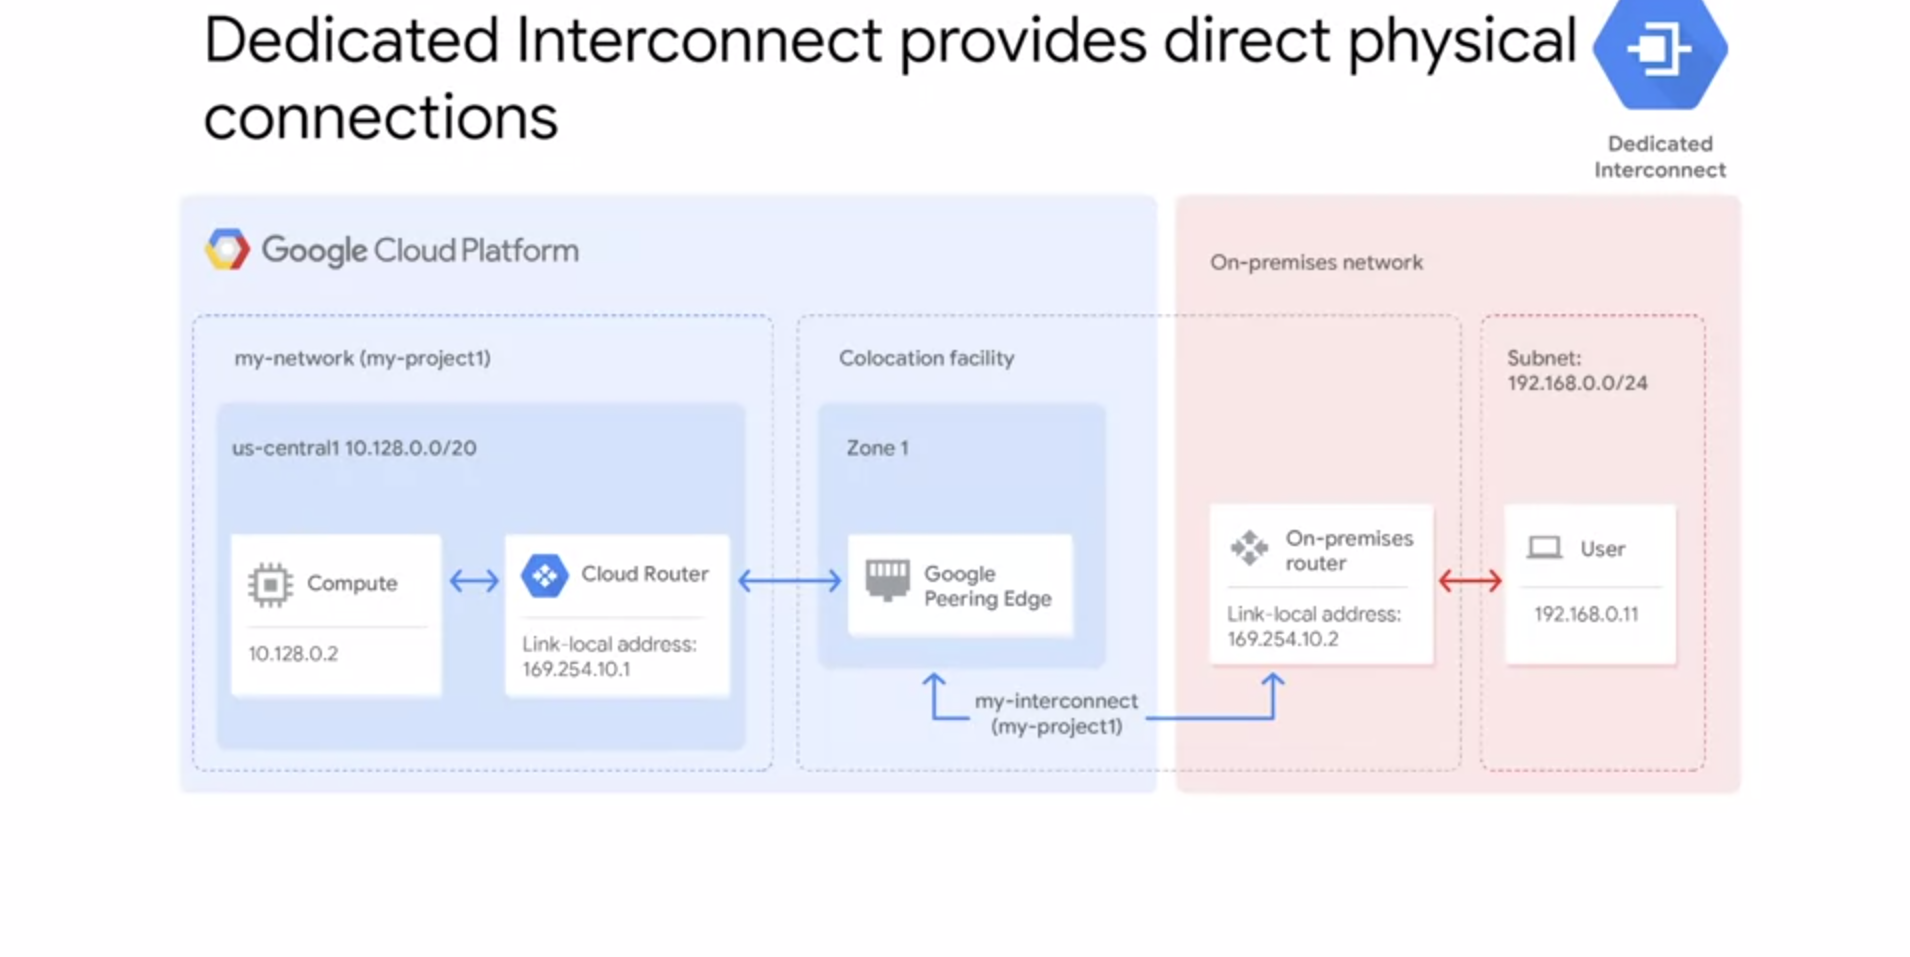 Dedicated Interconnect provides direct physical
connections
Dedicated
Interconnect
Google Cloud Platform
On-premises network
my-network (my-project1)
Colocation facility
Subnet:
192.168.0.0/24
us-central1 10.128.0.0/20
Zone 1
Compute
10.128.0.2
Cloud Router
Link-local address:
169.254.10.1
Google
Peering Edge
On-premises
router
Link-local address:
169.254.10.2
User
192.168.0.11
my-interconnect
(my-project1)